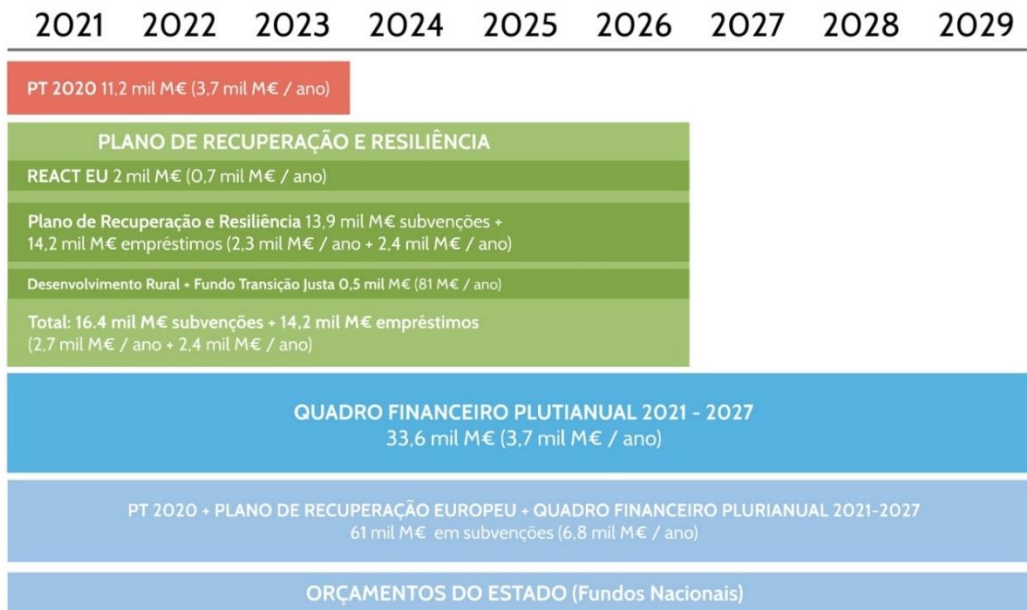 2021 2022 2023 2024 2025 2026 2027 2028 2029
PT 2020 11,2 mil M€ (3,7 mil M€ / ano)
PLANO DE RECUPERAÇÃO E RESILIÊNCIA
REACT EU 2 mil M€ (0,7 mil M€ / ano)
Plano de Recuperação e Resiliência 13,9 mil M€ subvenções +
14,2 mil M€ empréstimos (2,3 mil M€ / ano + 2,4 mil M€ / ano)
Desenvolvimento Rural + Fundo Transição Justa 0,5 mil M€ (81 M€ / ano)
Total: 16.4 mil M€ subvenções + 14,2 mil M€ empréstimos
(2,7 mil M€ / ano + 2,4 mil M€ / ano)
QUADRO FINANCEIRO PLUTIANUAL 2021 - 2027
33,6 mil M€ (3,7 mil M€ / ano)
PT 2020 + PLANO DE RECUPERAÇÃO EUROPEU + QUADRO FINANCEIRO PLURIANUAL 2021-2027
61 mil M€ em subvenções (6,8 mil M€ / ano)
ORÇAMENTOS DO ESTADO (Fundos Nacionais)